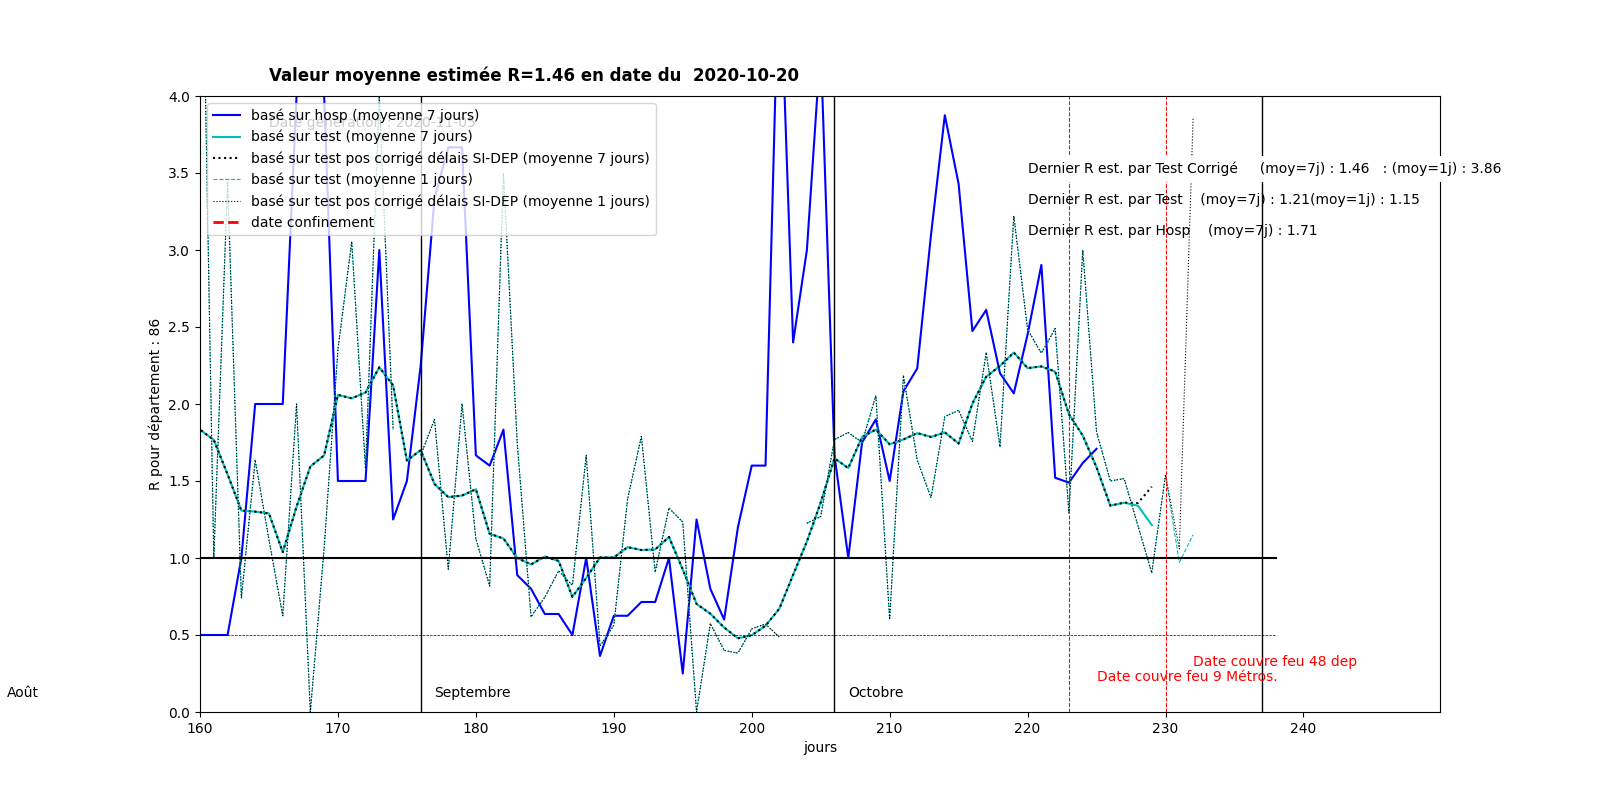 Valeur moyenne estimée R=1.46 en date du  2020-10-20
basé sur hosp (moyenne 7 jours)
basé sur test (moyenne 7 jours)
basé sur test pos corrigé délais SI-DEP (moyenne 7 jours)
basé sur test (moyenne 1 jours)
basé sur test pos corrigé délais SI-DEP (moyenne 1 jours)
date confinement
Dernier R est. par Test Corrigé     (moy=7j) : 1.46   : (moy=1j) : 3.86
Dernier R est. par Test    (moy=7j) : 1.21(moy=1j) : 1.15
Dernier R est. par Hosp    (moy=7j) : 1.71
R pour département : 86
4.0
3.5
3.0
2.5
2.0
1.5
1.0
0.5
0.0
Date couvre feu 48 dep
Date couvre feu 9 Métros.
Août
Septembre
Octobre
160 170 180 190 200 210 220 230 240
jours